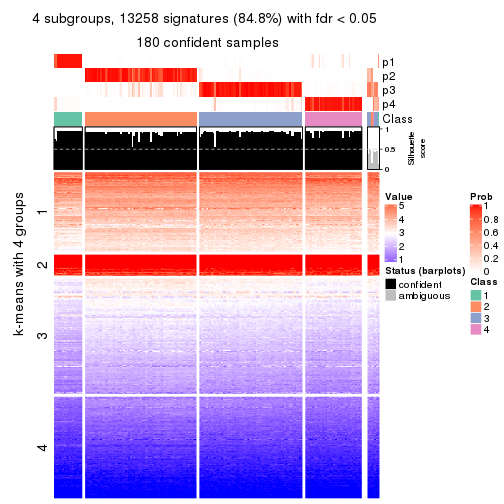 4 subgroups, 13258 signatures (84.8%) with fdr < 0.05
180 confident samples
p1
p2
p3
p4
Class
1
0.5
0
Silhouette
score
k-means with 4 groups
1
2
3
4
Value
5
4
3
2
1
Status (barplots)
confident
ambiguous
Prob
1
0.8
0.6
0.4
0.2
0
Class
1
2
3
4